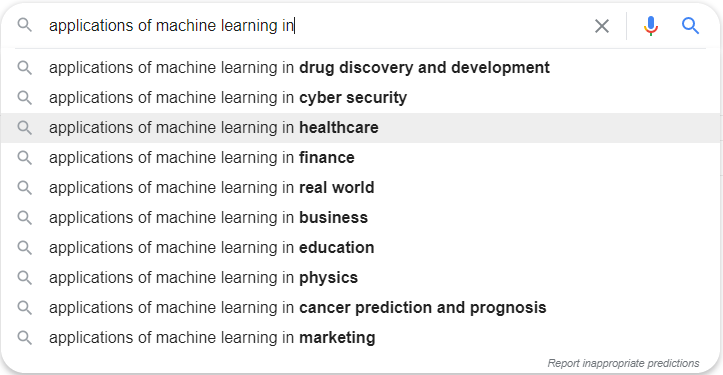 applications of machine learning in
applications of machine learning in drug discovery and development
applications of machine learning in cyber security
applications of machine learning in healthcare
applications of machine learning in finance
applications of machine learning in real world
applications of machine learning in business
applications of machine learning in education
applications of machine learning in physics
applications of machine learning in cancer prediction and prognosis
applications of machine learning in marketing
Report inappropriate predictions